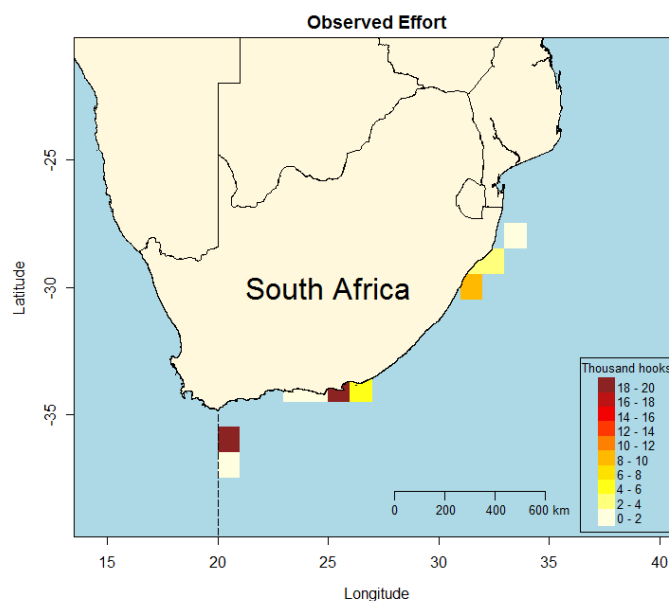 Observed Effort
-25
-30
-35
Latitude
South Africa
Thousand hooks
18 - 20
16 - 18
14 - 16
12 - 14
10 - 12
8 - 10
6 - 8
4 - 6
2 - 4
0 - 2
0 200 400 600 km
15 20 25 30 35 40
Longitude